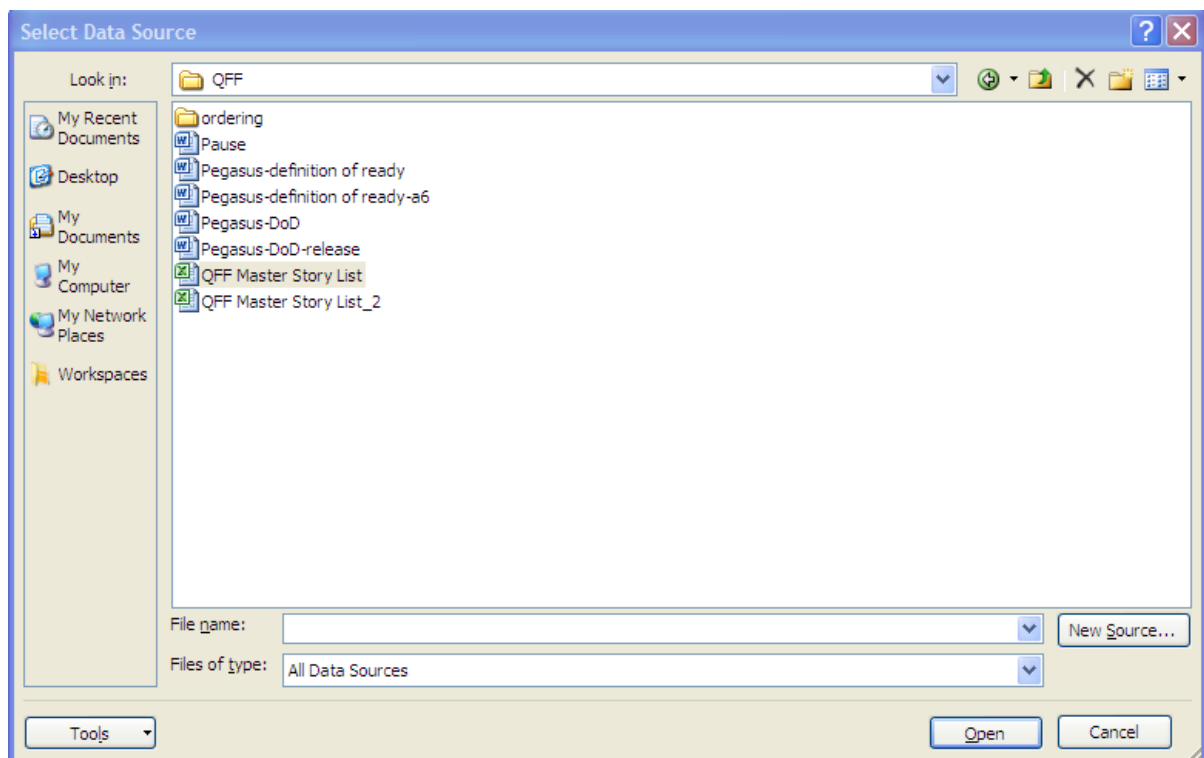 Select Data Source
Look in:
QFF
My Recent
Documents
Desktop
My
Documents
My
Computer
My Network
Places
Workspaces
ordering
Pause
Pegasus-definition of ready
Pegasus-definition of ready-a6
Pegasus-DoD
Pegasus-DoD-release
QFF Master Story List
QFF Master Story List_2
File name:
New Source...
Files of type:
All Data Sources
Tools
Open
Cancel